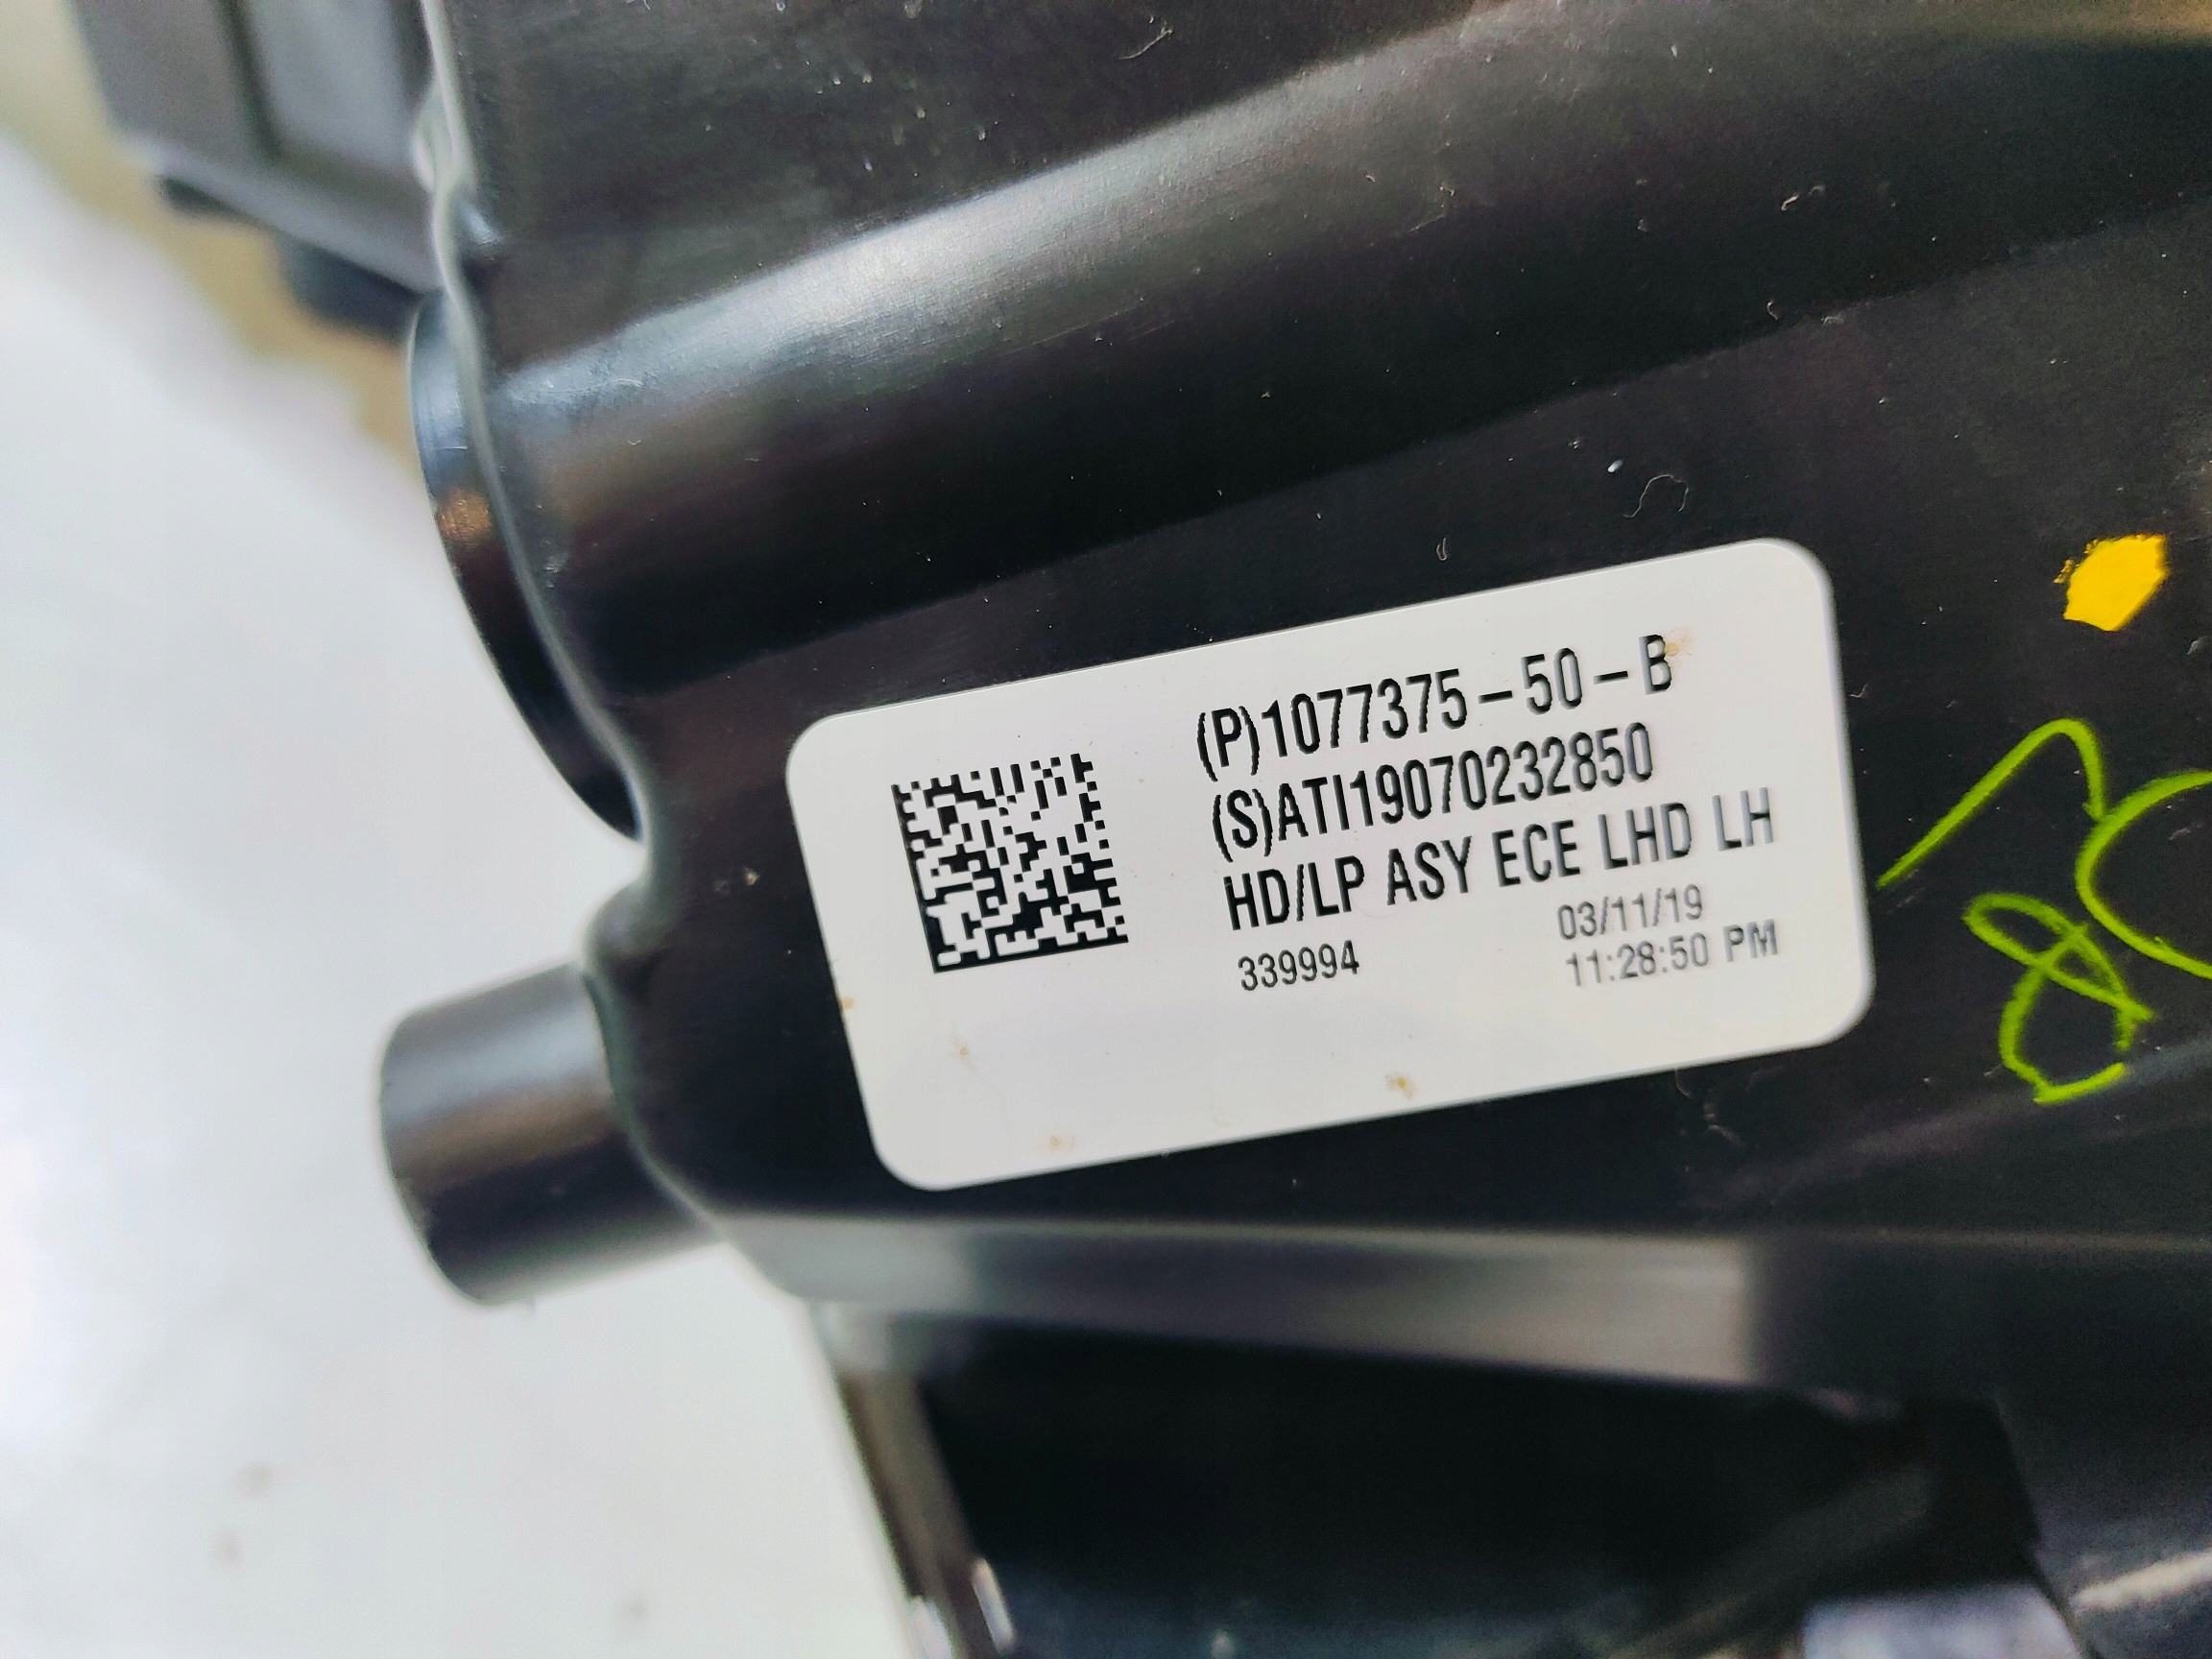 (P)1077375-50-B
(S)ATI19070232850
HD/LP ASY ECE LHD LH
339994
03/11/19
11:28:50 PM